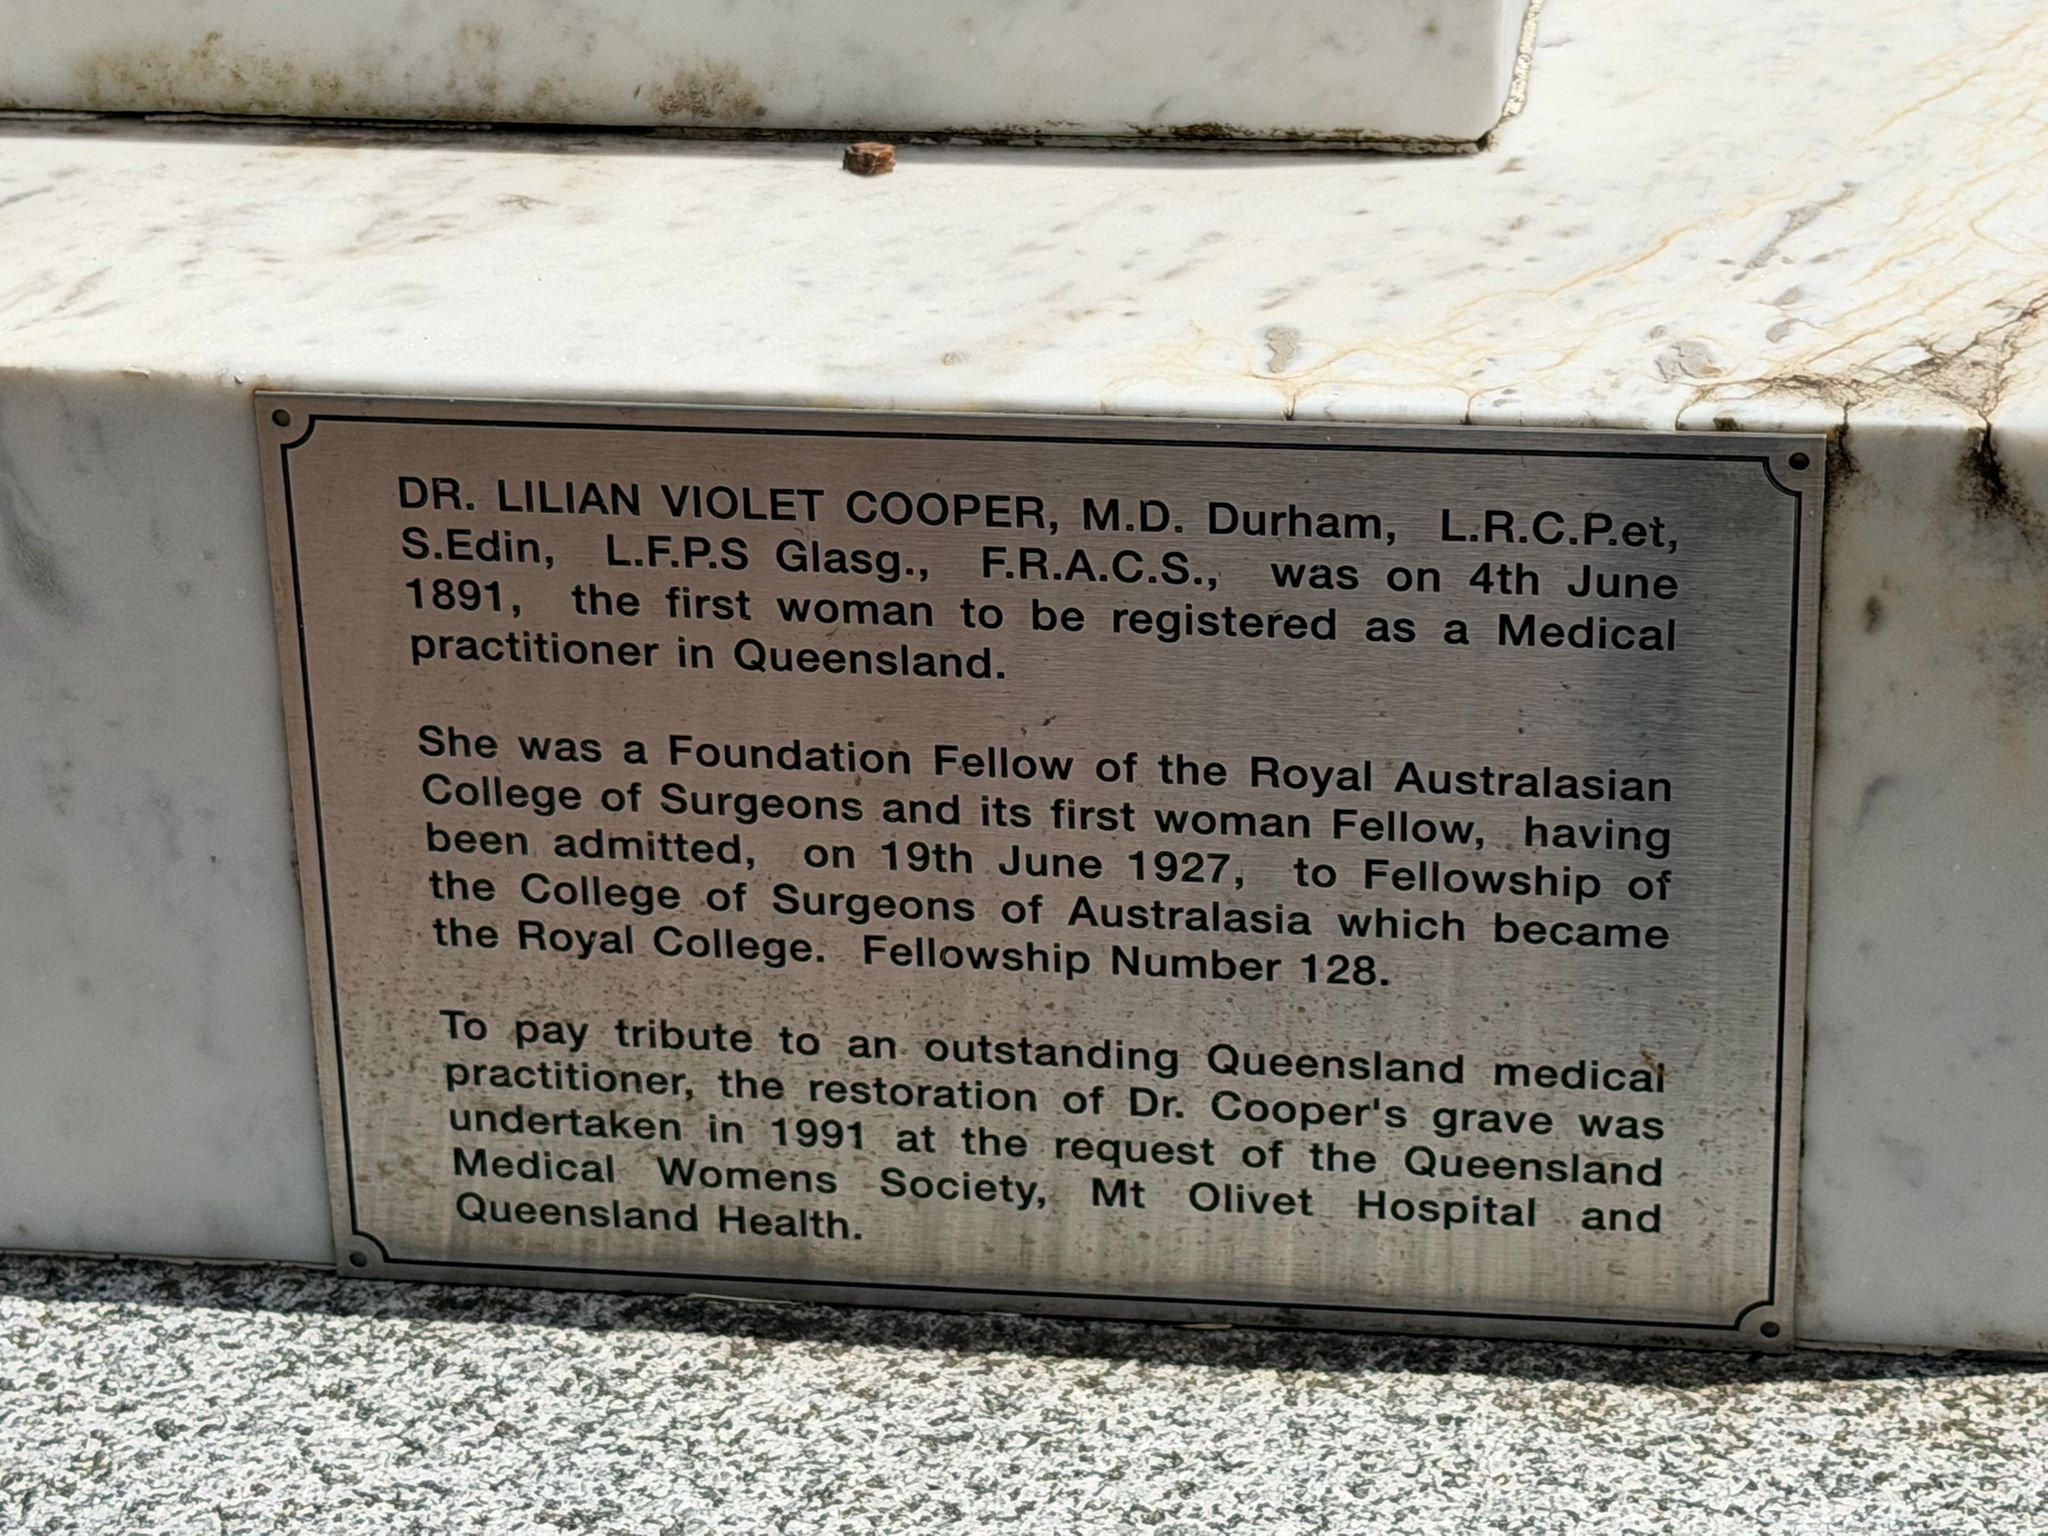 DR. LILIAN VIOLET COOPER, M.D. Durham, L.R.C.P.et,
S.Edin, L.F.P.S Glasg., F.R.A.C.S., was on 4th June
1891, the first woman to be registered as a Medical
practitioner in Queensland.
She was a Foundation Fellow of the Royal Australasian
College of Surgeons and its first woman Fellow, having
been admitted, on 19th June 1927, to Fellowship of
the College of Surgeons of Australasia which became
the Royal College. Fellowship Number 128.
To pay tribute to an outstanding Queensland medical
practitioner, the restoration of Dr. Cooper's grave was
undertaken in 1991 at the request of the Queensland
Medical Womens Society, Mt Olivet Hospital and
Queensland Health.